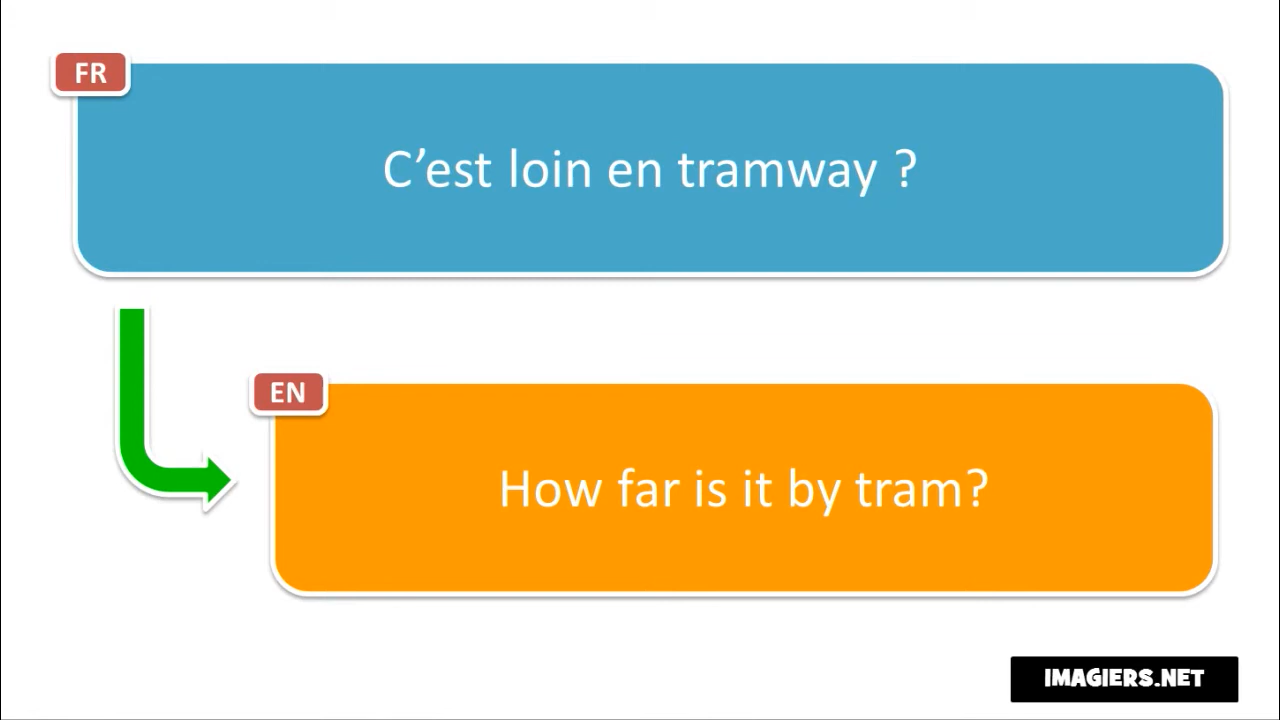 FR
C’est loin en tramway ?
EN
How far is it by tram?
IMAGIERS.NET